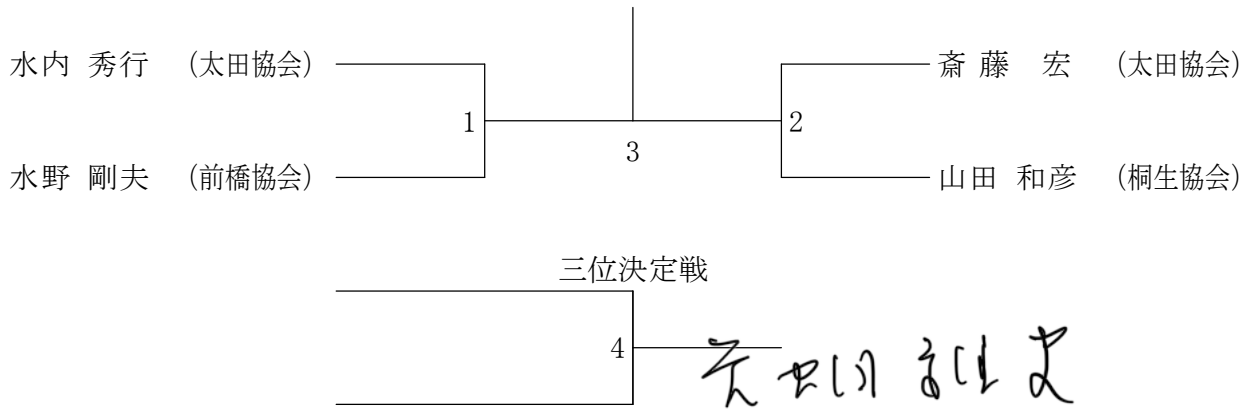 水内 秀行 (太田協会) 斎藤 宏 (太田協会)
1 2
3
水野 剛夫 (前橋協会) 山田 和彦 (桐生協会)
三位決定戦
4